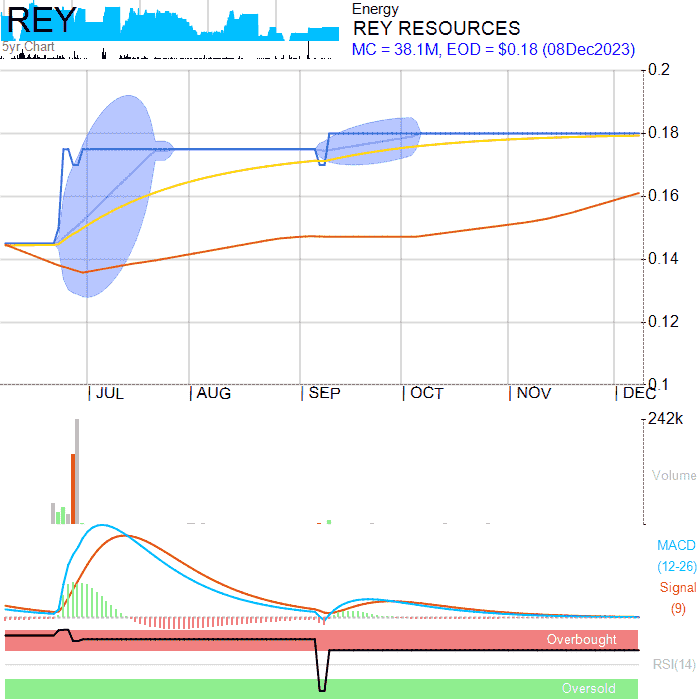 REY
5yr Chart
Energy
REY RESOURCES
MC = 38.1M, EOD = $0.18 (08Dec2023)
0.2
0.18
0.16
0.14
0.12
0.1
JUL AUG SEP OCT NOV DEC
242k
Volume
MACD
(12-26)
Signal
(9)
Overbought
RSI(14)
Oversold